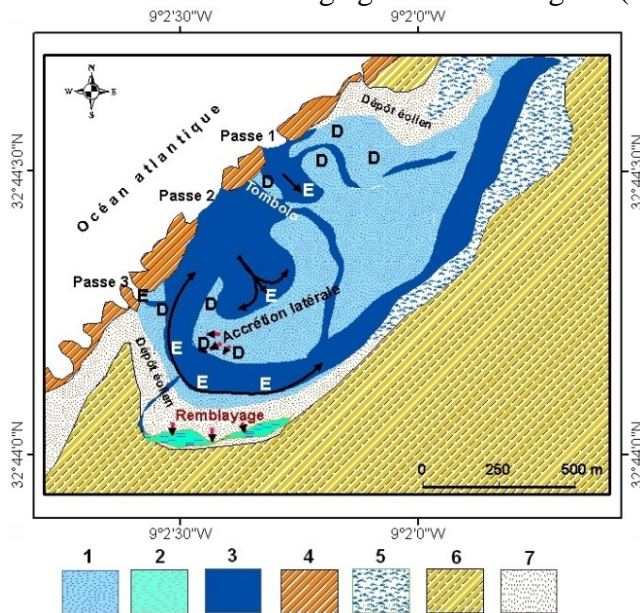 9°2'30"W 9°2'0"W
N
W E
S
Océan atlantique
Dépôt éolien
Passe 1
D
D
D
32°44'30"N
32°44'30"N
D
E
Passe 2
Tombolo
Passe 3
E
D
D
E
Accrétion latérale
D
D
E
Dépôt éolien
E
E
Remblayage
32°44'0"N
32°44'0"N
0 250 500 m
9°2'30"W 9°2'0"W
1 2 3 4 5 6 7